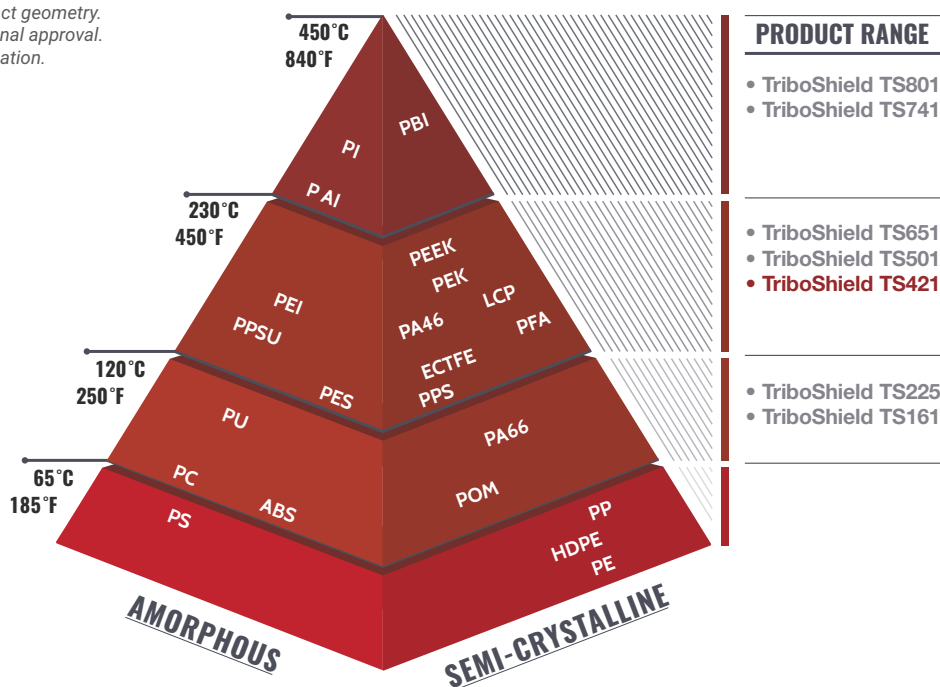 ct geometry.
nal approval.
ation.
450°C
840°F
PRODUCT RANGE
• TriboShield TS801
• TriboShield TS741
PI
PBI
P AI
230°C
450°F
• TriboShield TS651
• TriboShield TS501
• TriboShield TS421
PEEK
PEK
LCP
PEI
PA46
PFA
PPSU
ECTFE
PPS
PES
120°C
250°F
• TriboShield TS225
• TriboShield TS161
PU
PA66
PC
POM
ABS
65°C
185°F
PS
PP
HDPE
PE
AMORPHOUS
SEMI-CRYSTALLINE